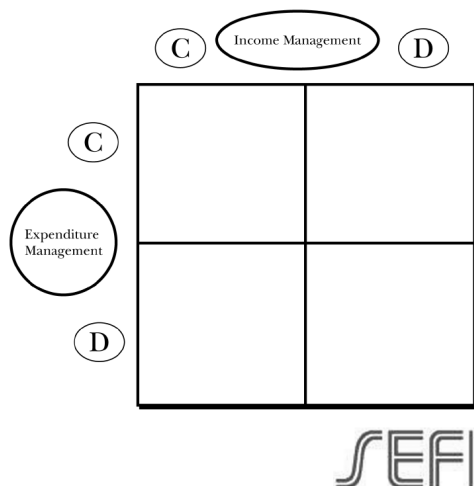 C
Income Management
D
C
Expenditure
Management
D
SEFI